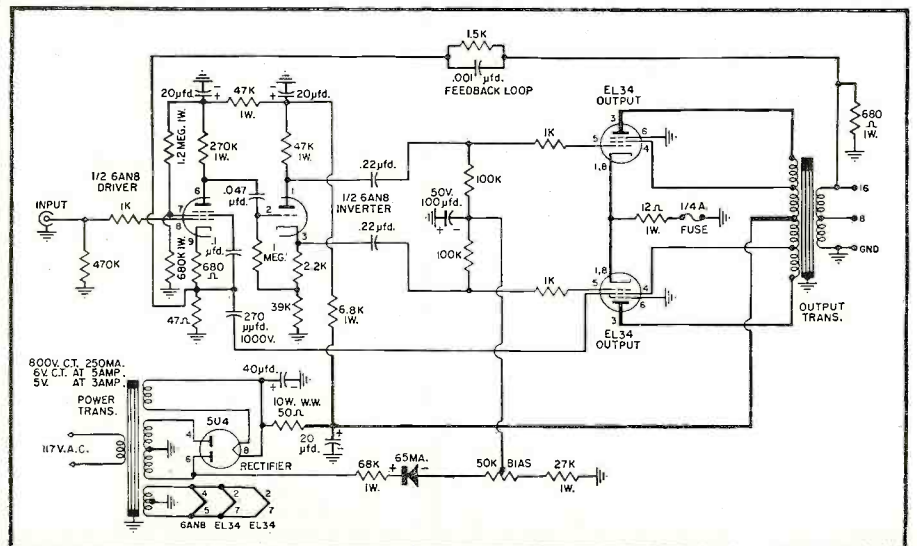 1.5K
.001 µfd.
FEEDBACK LOOP
20µfd.
-
+
47K
1W.
20µfd.
-
+
EL34
OUTPUT
680
Ω
1W.
1.2 MEG. 1W.
270K
1W.
47K
1W.
3
6
4
5
1,8
1K
1/2 6AN8
DRIVER
6
.047
µfd.
1
.22µfd.
1/2 6AN8
INVERTER
100K
50V.
100µfd.
+
-
16
INPUT
1K
7
8
9
2
3
.22µfd.
12Ω
1W.
1/4A.
FUSE
8
470K
680K 1W.
.1
µfd.
680
Ω
1
MEG.
2.2K
100K
1K
1,8
5
4
6
3
GND
47Ω
270
µµfd.
1000V.
39K
6.8K
1W.
EL34
OUTPUT
OUTPUT
TRANS.
800V. C.T. 250MA.
6V. C.T. AT 5AMP.
5V. AT 3AMP.
POWER
TRANS.
40µfd.
+
-
10W. W.W.
50Ω
117V.A.C.
5U4
4
6
8
RECTIFIER
20
µfd.
+
-
68K
1W.
65MA.
+
-
50K BIAS
27K
1W.
4
5
2
7
2
7
6AN8 EL34 EL34